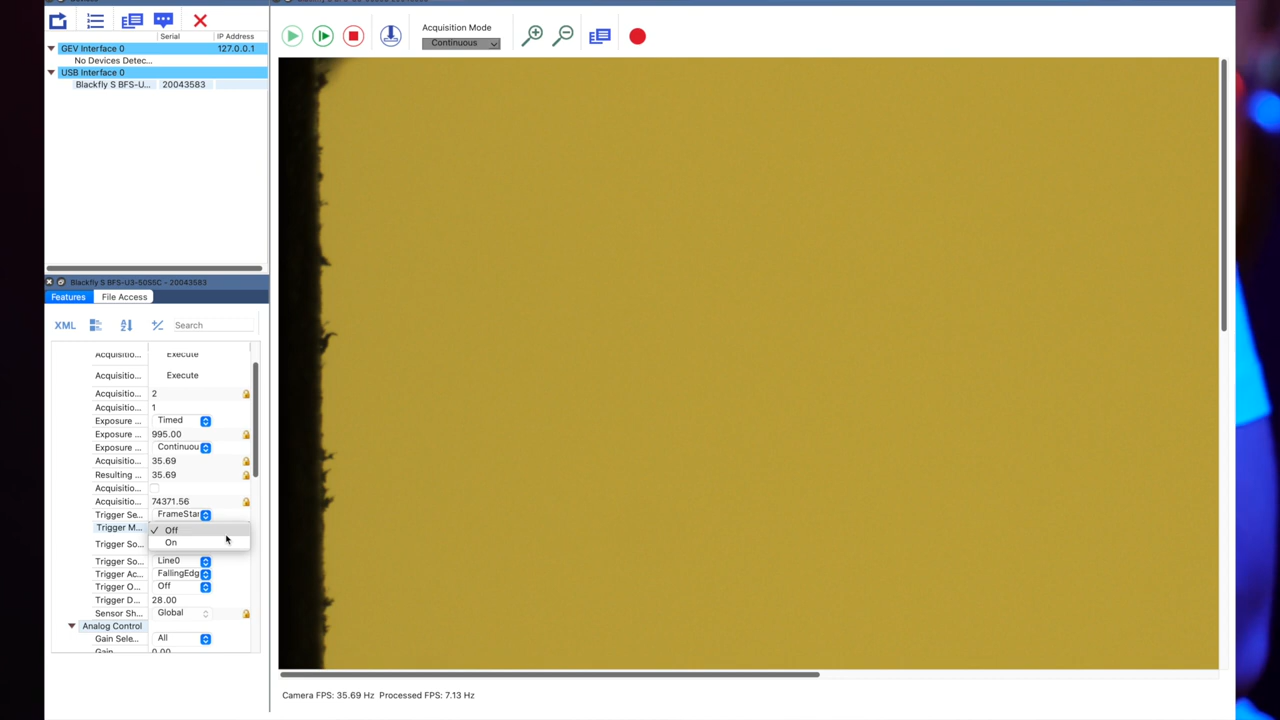 Acquisition Mode
Continuous
Serial
IP Address
GEV Interface 0 127.0.0.1
No Devices Detec...
USB Interface 0
Blackfly S BFS-U... 20043583
Blackfly S BFS-U3-50S5C - 20043583
Features File Access
XML
Search
Acquisitio... Execute
Acquisitio... Execute
Acquisitio... 2
Acquisitio... 1
Exposure ... Timed
Exposure ... 995.00
Exposure ... Continuou
Acquisitio... 35.69
Resulting ... 35.69
Acquisitio...
Acquisitio... 74371.56
Trigger Se... FrameStar
Trigger M... Off
On
Trigger So...
Trigger So... Line0
Trigger Ac... FallingEdg
Trigger O... Off
Trigger D... 28.00
Sensor Sh... Global
Analog Control
Gain Sele... All
Gain 0.00
Camera FPS: 35.69 Hz Processed FPS: 7.13 Hz